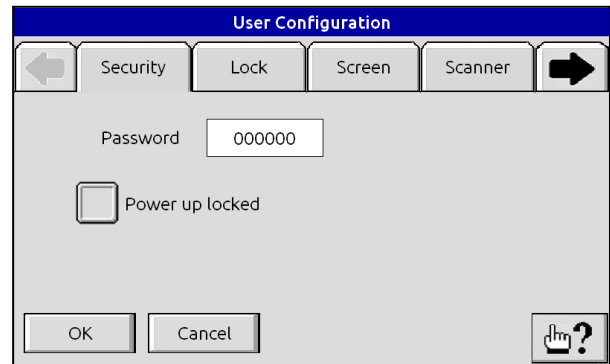 User Configuration
Security Lock Screen Scanner
Password 000000
Power up locked
OK Cancel ?